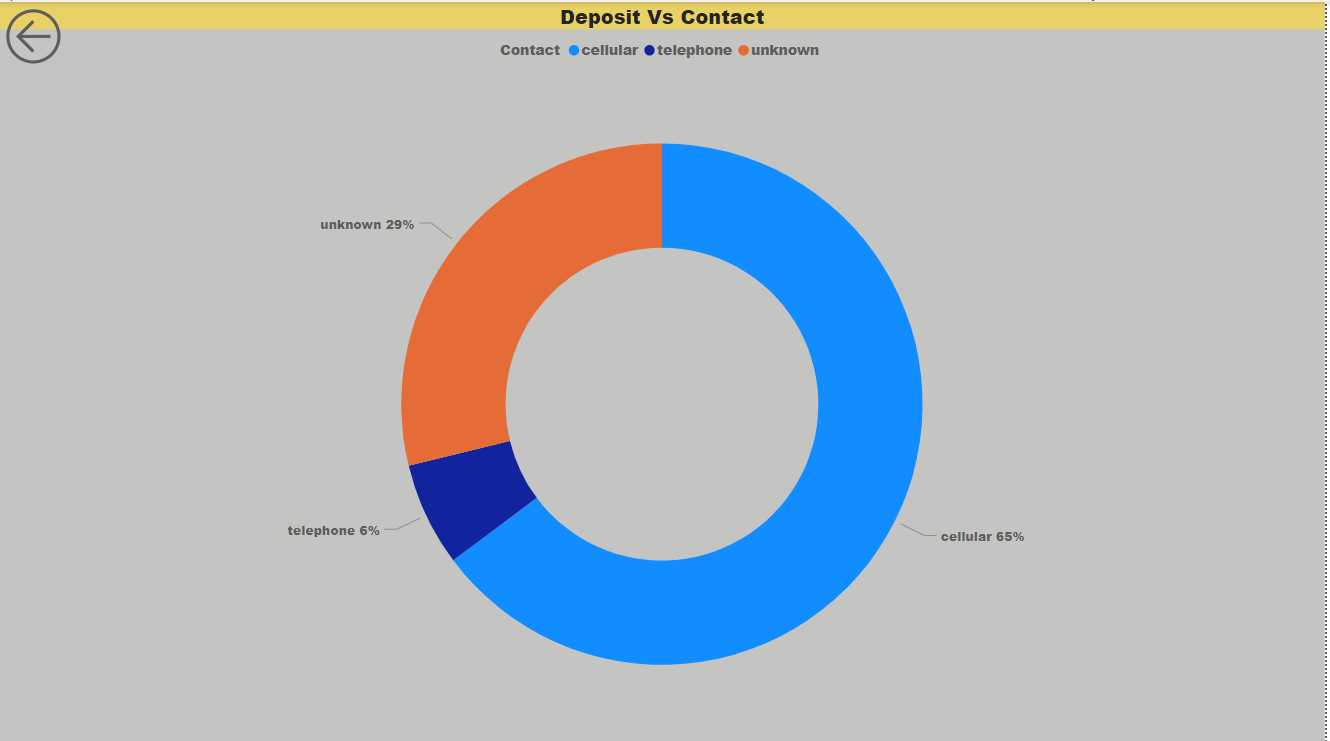 Deposit Vs Contact
Contact cellular telephone unknown
unknown 29%
telephone 6%
cellular 65%